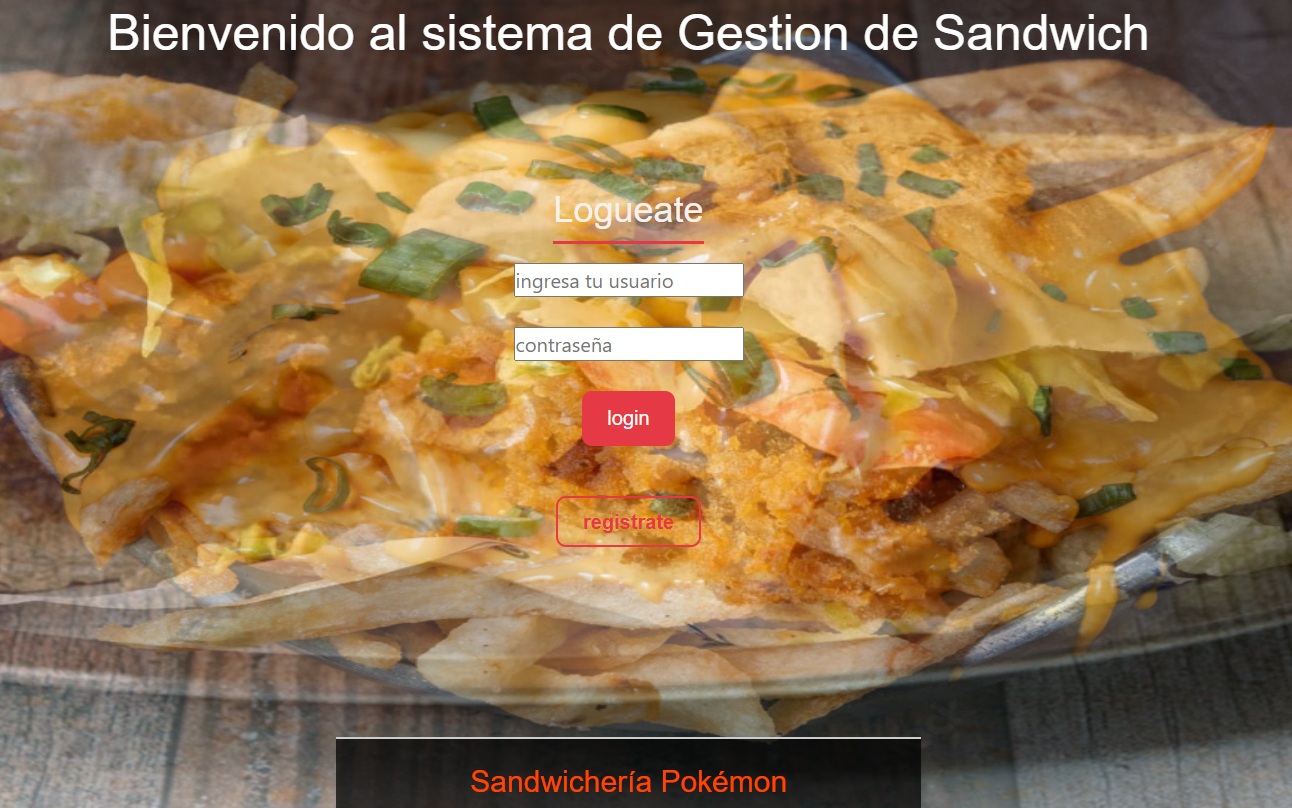 Bienvenido al sistema de Gestion de Sandwich
Logueate
ingresa tu usuario
contraseña
login
registrate
Sandwichería Pokémon